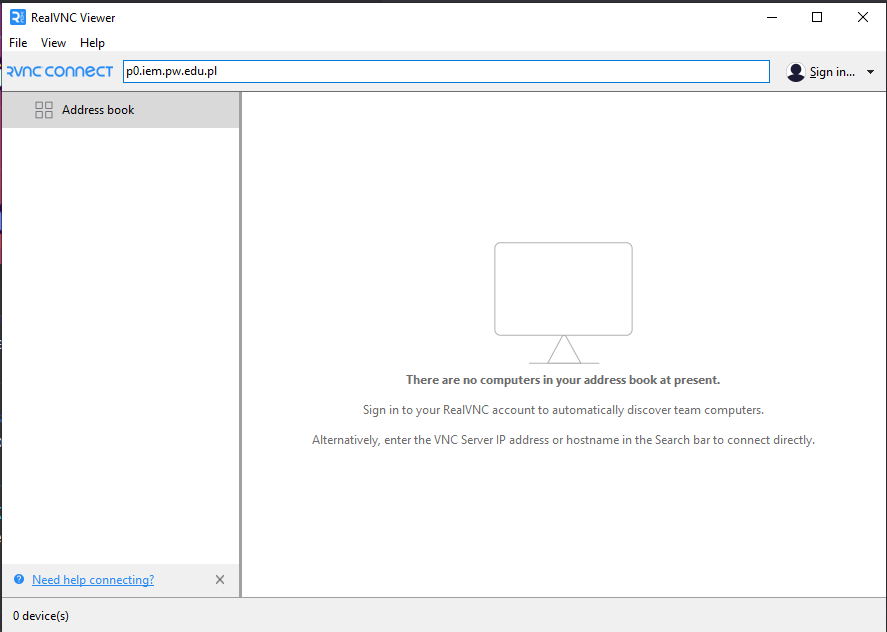 RealVNC Viewer
File View Help
RVNC CONNECT p0.iem.pw.edu.pl Sign in...
Address book
There are no computers in your address book at present.
Sign in to your RealVNC account to automatically discover team computers.
Alternatively, enter the VNC Server IP address or hostname in the Search bar to connect directly.
Need help connecting?
0 device(s)